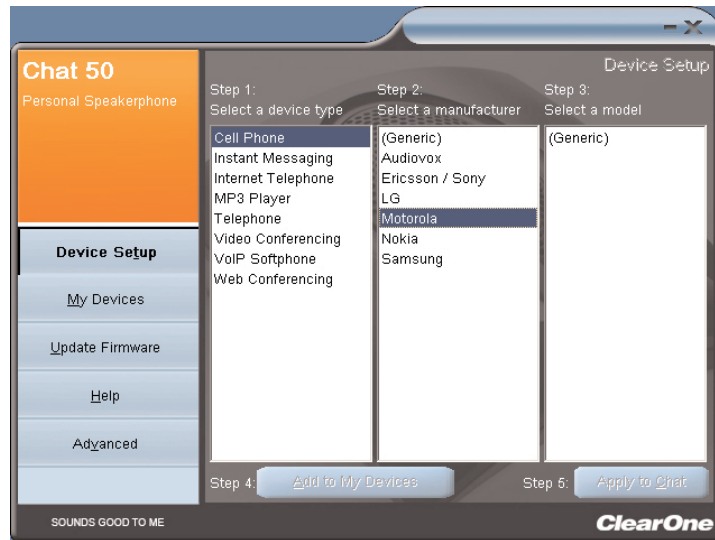 Chat 50
Personal Speakerphone
Device Setup
My Devices
Update Firmware
Help
Advanced
SOUNDS GOOD TO ME
Device Setup
Step 1:
Select a device type
Cell Phone
Instant Messaging
Internet Telephone
MP3 Player
Telephone
Video Conferencing
VoIP Softphone
Web Conferencing
Step 2:
Select a manufacturer
(Generic)
Audiovox
Ericsson / Sony
LG
Motorola
Nokia
Samsung
Step 3:
Select a model
(Generic)
Step 4:
Add to My Devices
Step 5:
Apply to Chat
ClearOne